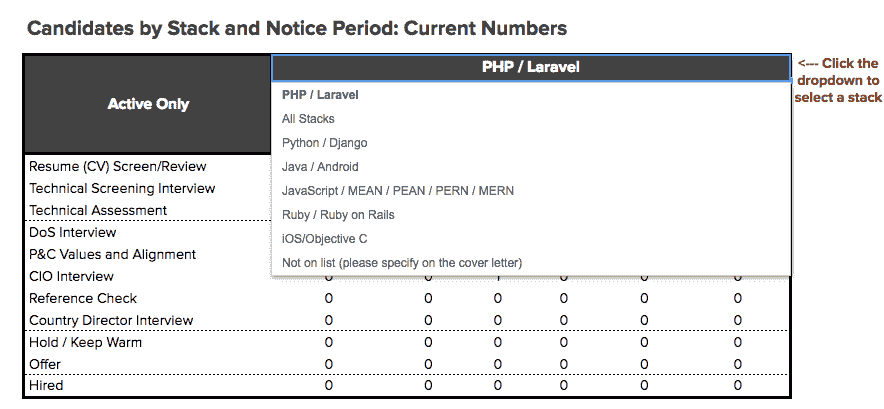 Candidates by Stack and Notice Period: Current Numbers
PHP / Laravel
<--- Click the
dropdown to
select a stack
Active Only
PHP / Laravel
All Stacks
Python / Django
Java / Android
JavaScript / MEAN / PEAN / PERN / MERN
Ruby / Ruby on Rails
iOS/Objective C
Not on list (please specify on the cover letter)
Resume (CV) Screen/Review
Technical Screening Interview
Technical Assessment
DoS Interview
P&C Values and Alignment
CIO Interview
Reference Check 0 0 0 0 0 0
Country Director Interview 0 0 0 0 0 0
Hold / Keep Warm 0 0 0 0 0 0
Offer 0 0 0 0 0 0
Hired 0 0 0 0 0 0